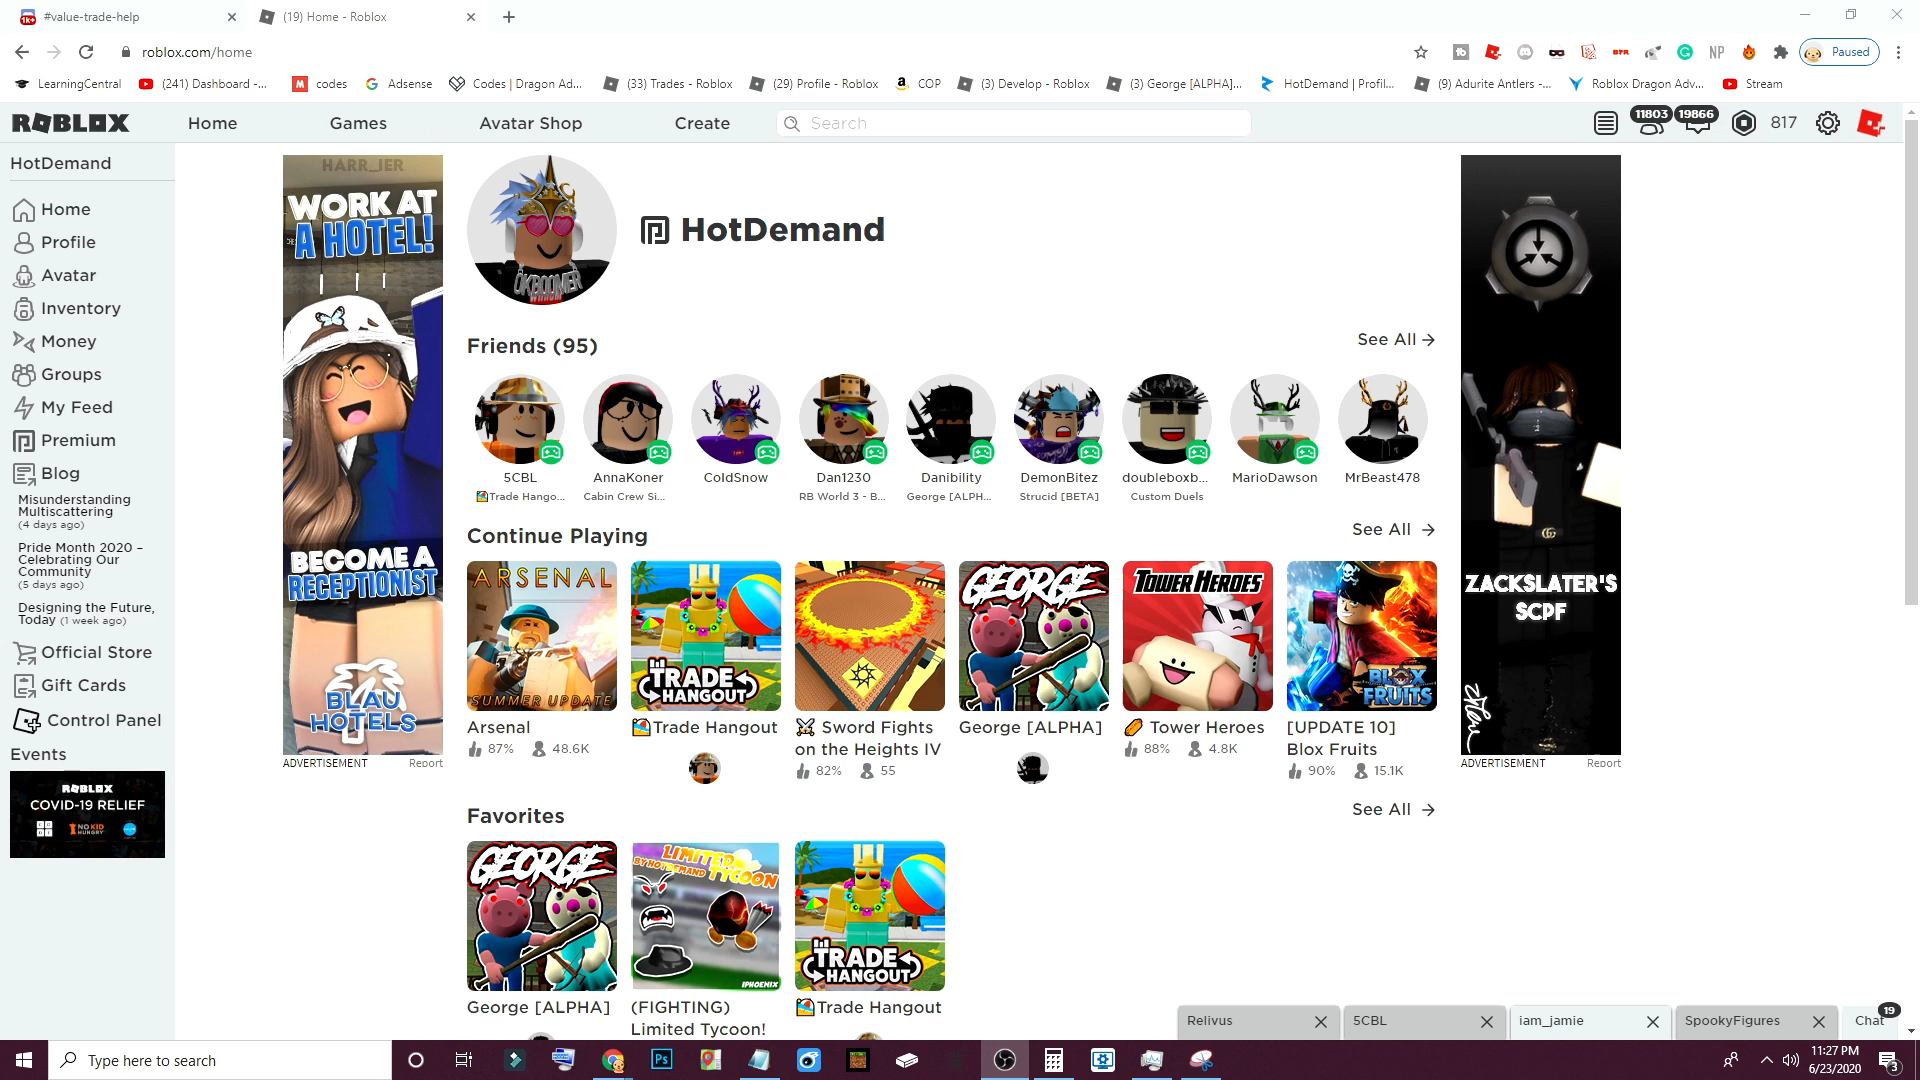 #value-trade-help
(19) Home - Roblox
roblox.com/home
Paused
LearningCentral
(241) Dashboard -...
codes
Adsense
Codes | Dragon Ad...
(33) Trades - Roblox
(29) Profile - Roblox
COP
(3) Develop - Roblox
(3) George [ALPHA]...
HotDemand | Profil...
(9) Adurite Antlers -...
Roblox Dragon Adv...
Stream
ROBLOX
Home
Games
Avatar Shop
Create
Search
11803
19866
817
HotDemand
Home
Profile
Avatar
Inventory
Money
Groups
My Feed
Premium
Blog
Misunderstanding
Multiscattering
(4 days ago)
Pride Month 2020 –
Celebrating Our
Community
(5 days ago)
Designing the Future,
Today (1 week ago)
Official Store
Gift Cards
Control Panel
Events
ROBLOX
COVID-19 RELIEF
NO KID
HUNGRY
HARR_IER
WORK AT
A HOTEL!
BECOME A
RECEPTIONIST
BLAU
HOTELS
ADVERTISEMENT
Report
OKBOOMER
HotDemand
Friends (95)
See All
5CBL
Trade Hango...
AnnaKoner
Cabin Crew Si...
ColdSnow
Dan1230
RB World 3 - B...
Danibility
George [ALPH...
DemonBitez
Strucid [BETA]
doubleboxb...
Custom Duels
MarioDawson
MrBeast478
Continue Playing
See All
ARSENAL
SUMMER UPDATE
Arsenal
87%
48.6K
TRADE
HANGOUT
Trade Hangout
Sword Fights
on the Heights IV
82%
55
GEORGE
George [ALPHA]
TOWER HEROES
Tower Heroes
88%
4.8K
BLOX
FRUITS
[UPDATE 10]
Blox Fruits
90%
15.1K
Favorites
See All
GEORGE
George [ALPHA]
LIMITED
BY HOTDEMAND
TYCOON
IPHOENIX
(FIGHTING)
Limited Tycoon!
TRADE
HANGOUT
Trade Hangout
ZACKSLATER'S
SCPF
ADVERTISEMENT
Report
Relivus
5CBL
iam_jamie
SpookyFigures
Chat
19
Type here to search
11:27 PM
6/23/2020
3